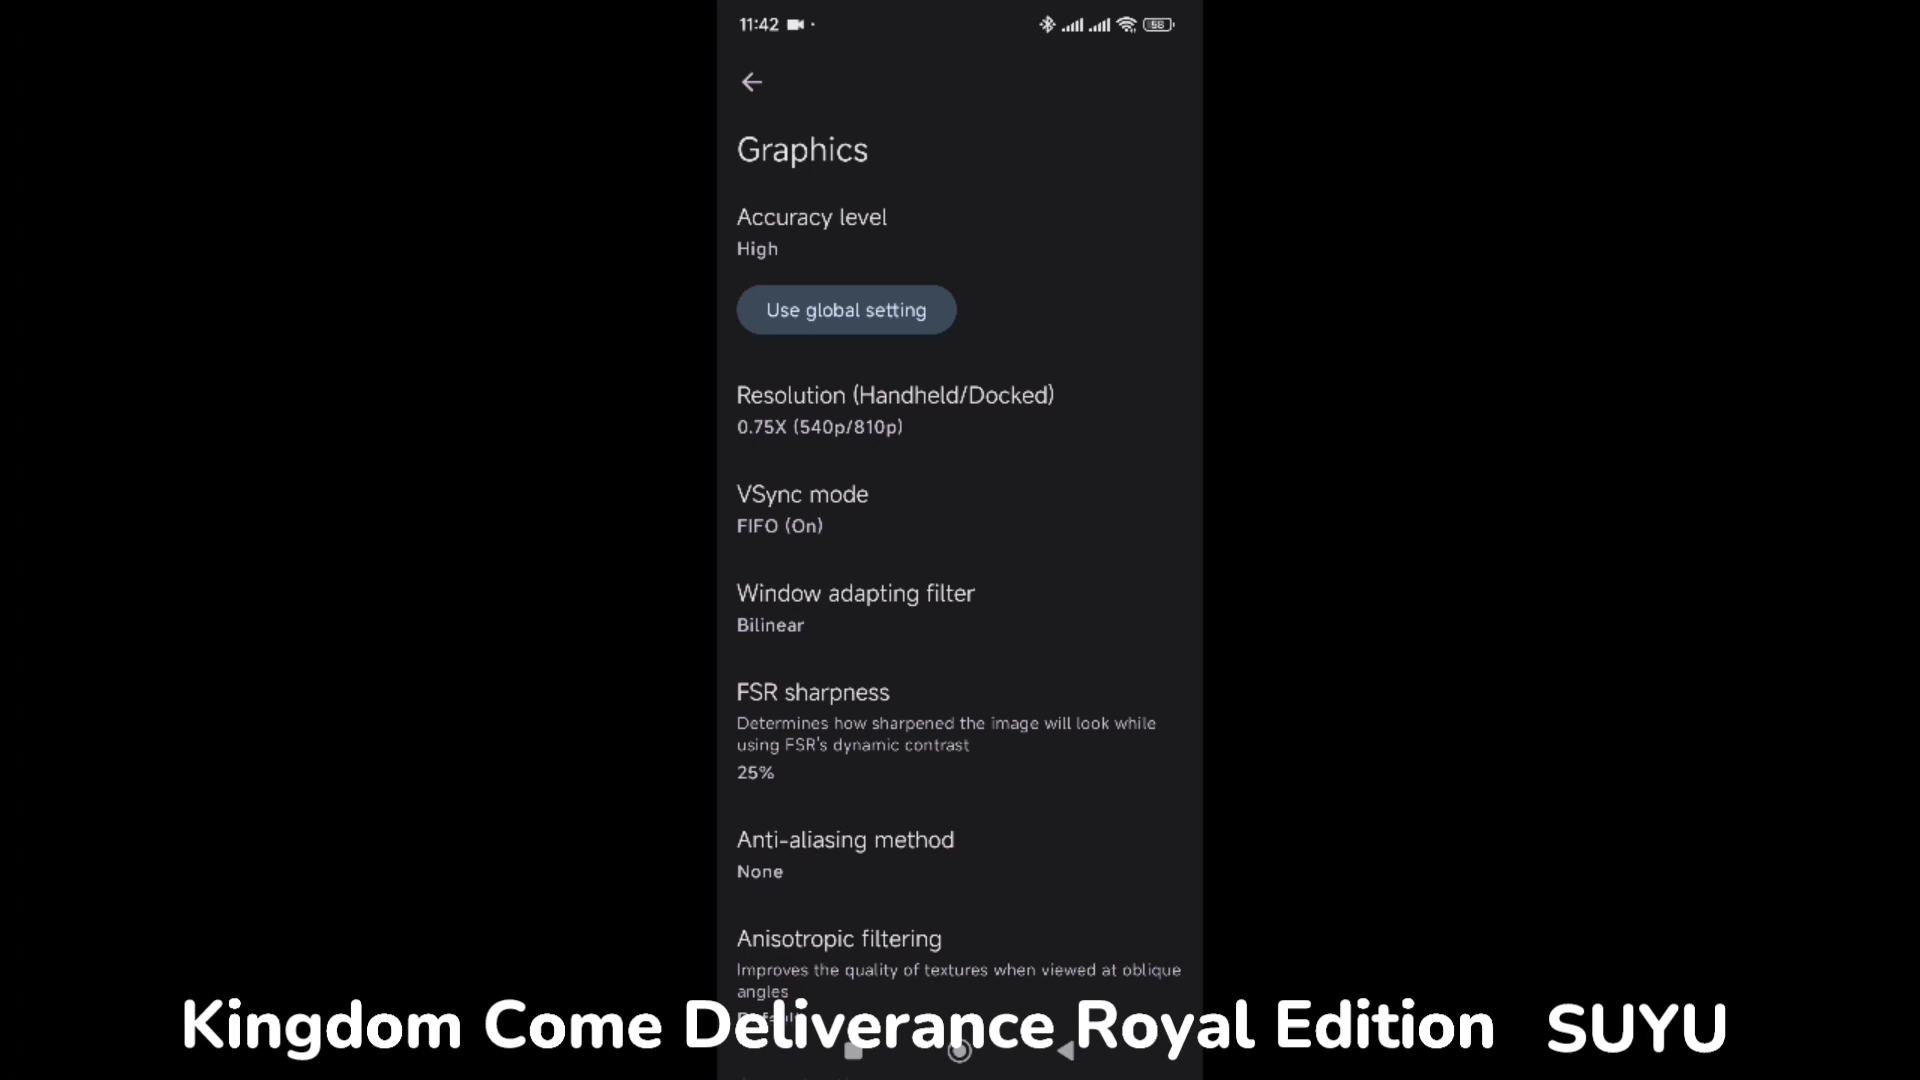 11:42
58
Graphics
Accuracy level
High
Use global setting
Resolution (Handheld/Docked)
0.75X (540p/810p)
VSync mode
FIFO (On)
Window adapting filter
Bilinear
FSR sharpness
Determines how sharpened the image will look while
using FSR's dynamic contrast
25%
Anti-aliasing method
None
Anisotropic filtering
Improves the quality of textures when viewed at oblique
angles
Kingdom Come Deliverance Royal Edition SUYU